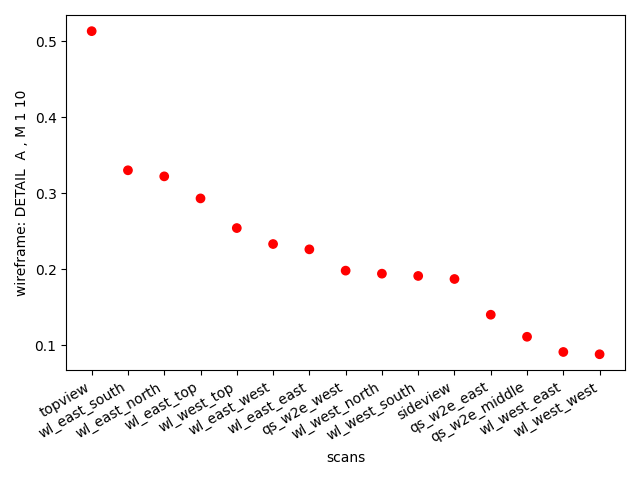 0.5
0.4
0.3
0.2
0.1
wireframe: DETAIL  A , M 1 10
topview
wl_east_south
wl_east_north
wl_east_top
wl_west_top
wl_east_west
wl_east_east
qs_w2e_west
wl_west_north
wl_west_south
sideview
qs_w2e_east
qs_w2e_middle
wl_west_east
wl_west_west
scans